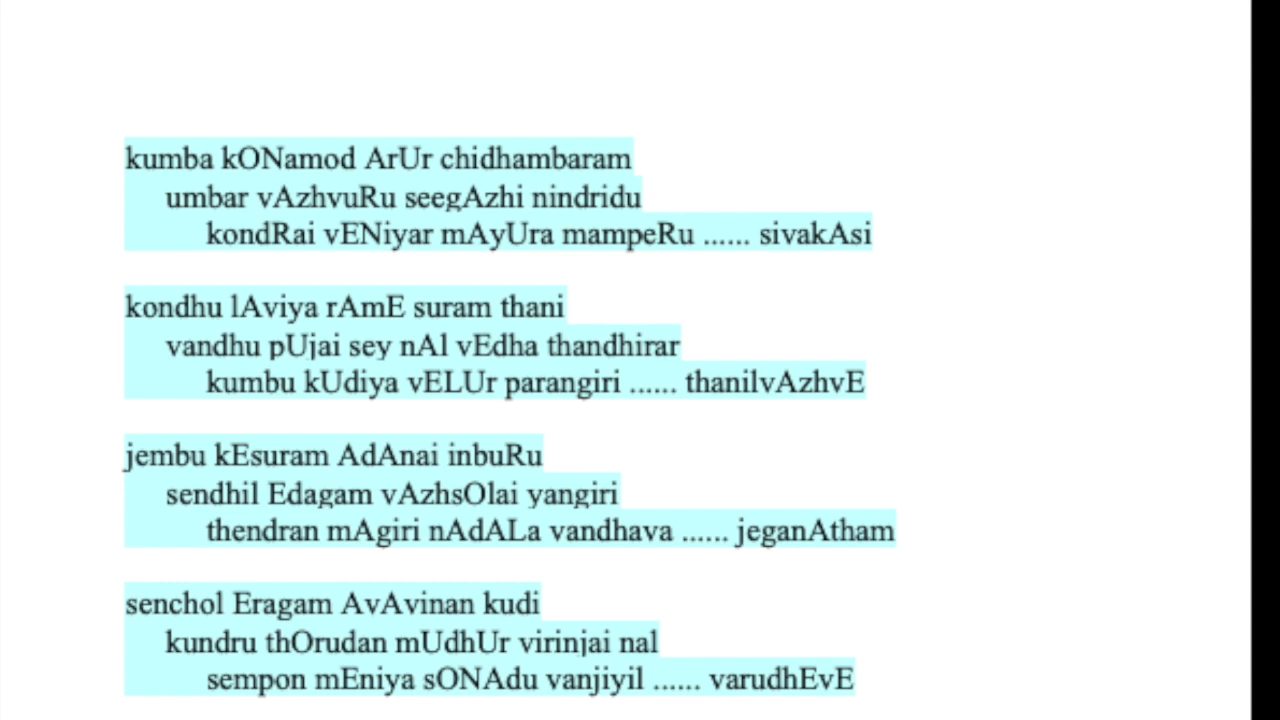 kumba kONamod ArUr chidhambaram
umbar vAzhvuRu seegAzhi nindridu
kondRai vENiyar mAyUra mampeRu ...... sivakAsi
kondhu lAviya rAmE suram thani
vandhu pUjai sey nAl vEdha thandhirar
kumbu kUdiya vELUr parangiri ...... thanilvAzhvE
jembu kEsuram AdAnai inbuRu
sendhil Edagam vAzhsOlai yangiri
thendran mAgiri nAdALa vandhava ...... jeganAtham
senchol Eragam AvAvinan kudi
kundru thOrudan mUdhUr virinjai nal
sempon mEniya sONAdu vanjiyil ...... varudhEvE